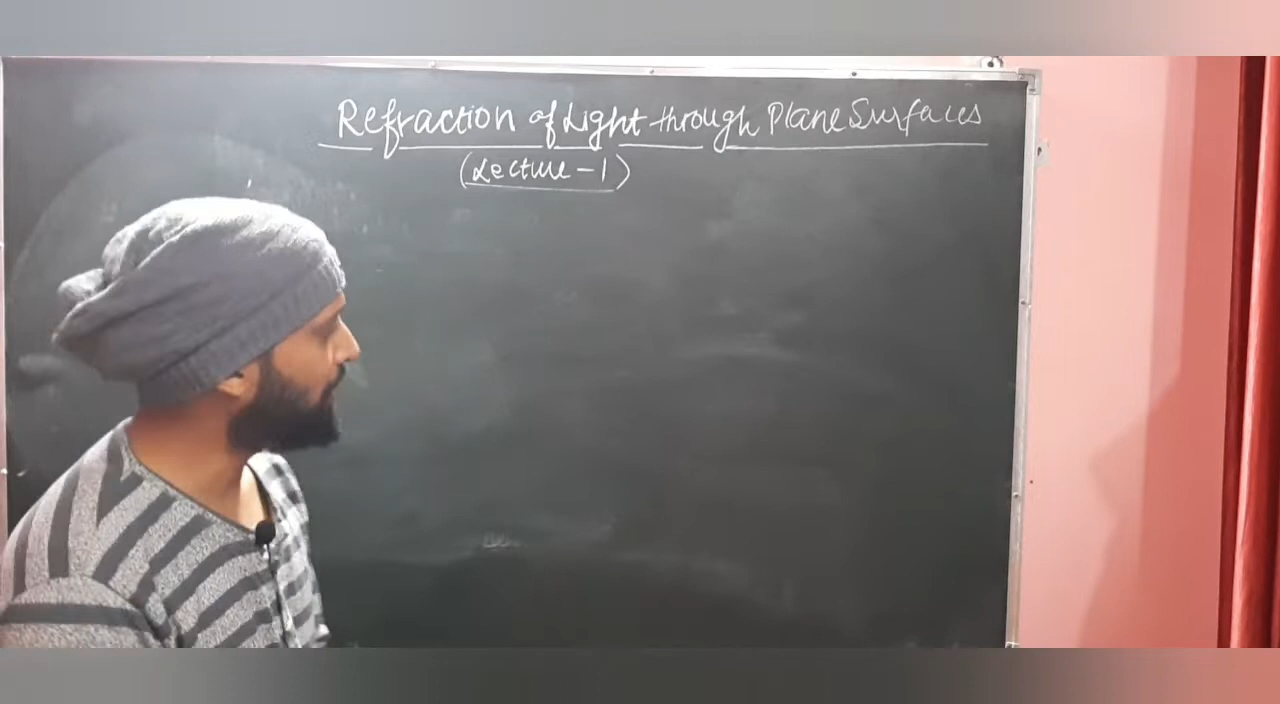 Refraction of Light through Plane Surfaces
(Lecture-1)